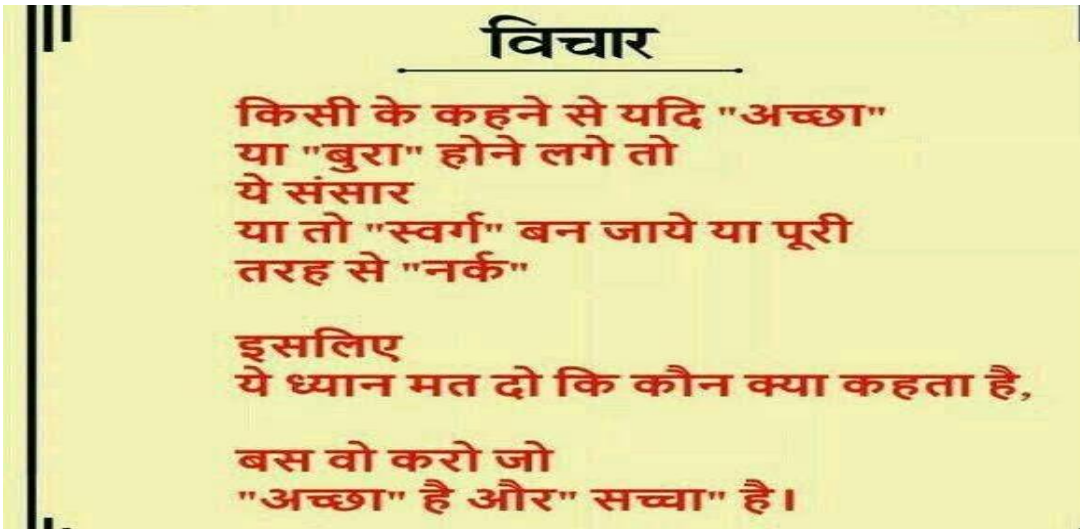 विचार
किसी के कहने से यदि "अच्छा"
या "बुरा" होने लगे तो
ये संसार
या तो "स्वर्ग" बन जाये या पूरी
तरह से "नर्क"
इसलिए
ये ध्यान मत दो कि कौन क्या कहता है,
बस वो करो जो
"अच्छा" है और" सच्चा" है।